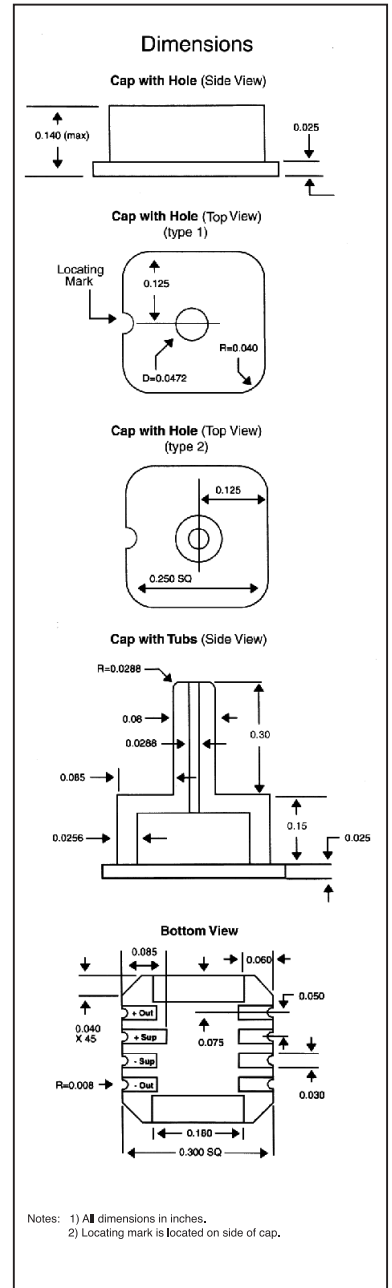 Dimensions
Cap with Hole (Side View)
0.140 (max)
0.025
Cap with Hole (Top View)
(type 1)
Locating
Mark
0.125
R=0.040
D=0.0472
Cap with Hole (Top View)
(type 2)
0.125
0.250 SQ
Cap with Tubs (Side View)
R=0.0288
0.06
0.0288
0.30
0.085
0.15
0.0256
0.025
Bottom View
0.085
0.060
0.050
+ Out
0.040
X 45
0.075
+ Sup
- Sup
R=0.008
- Out
0.030
0.180
0.300 SQ
Notes: 1) All dimensions in inches.
2) Locating mark is located on side of cap.